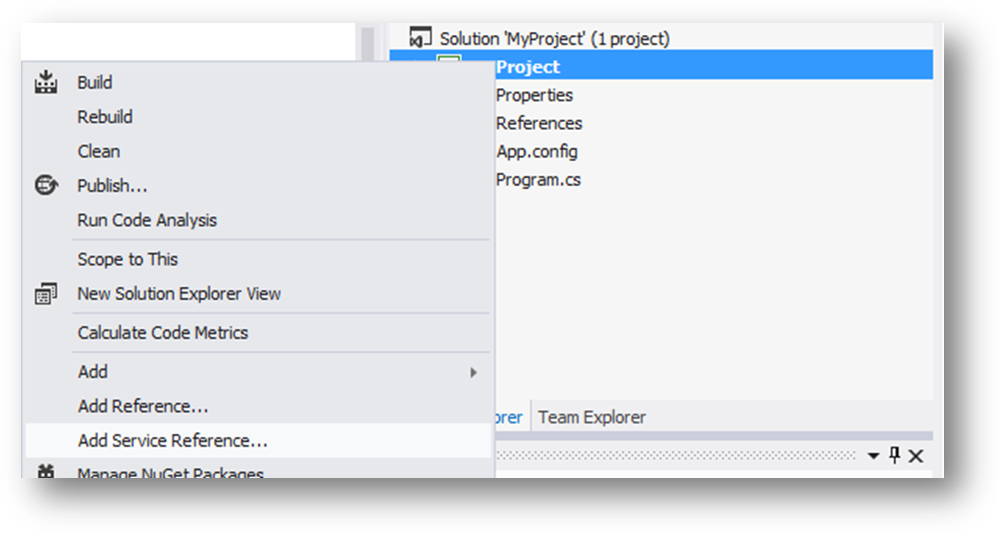 Solution 'MyProject' (1 project)
Project
Properties
References
App.config
Program.cs
Build
Rebuild
Clean
Publish...
Run Code Analysis
Scope to This
New Solution Explorer View
Calculate Code Metrics
Add
Add Reference...
Add Service Reference...
Manage NuGet Packages
orer
Team Explorer